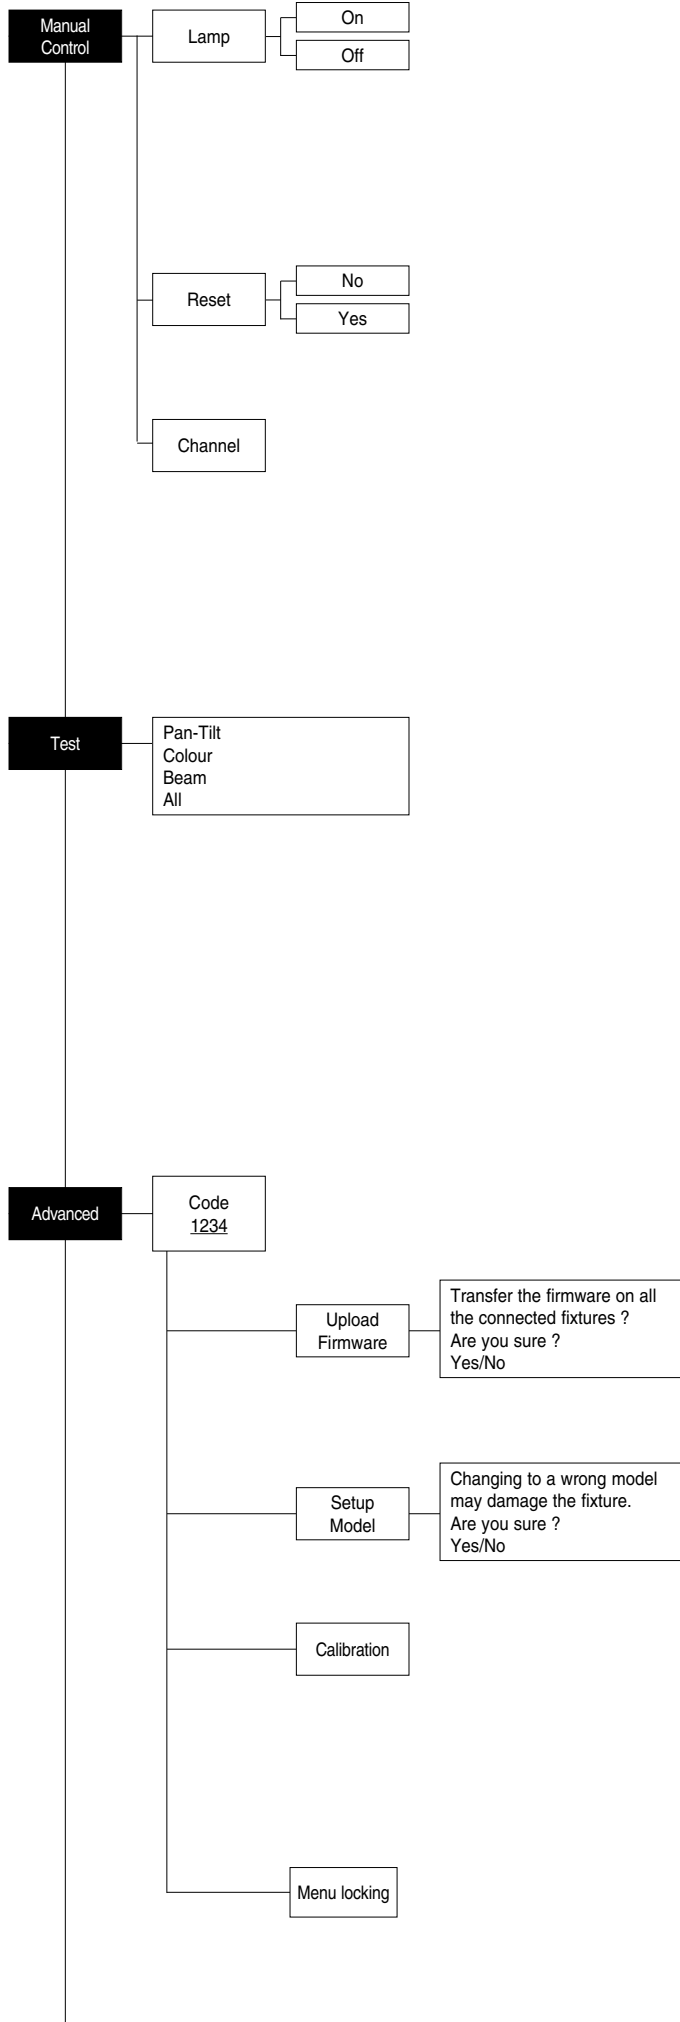 Manual
Control
Lamp
On
Off
Reset
No
Yes
Channel
Test
Pan-Tilt
Colour
Beam
All
Advanced
Code
1234
Upload
Firmware
Transfer the firmware on all
the connected fixtures ?
Are you sure ?
Yes/No
Setup
Model
Changing to a wrong model
may damage the fixture.
Are you sure ?
Yes/No
Calibration
Menu locking